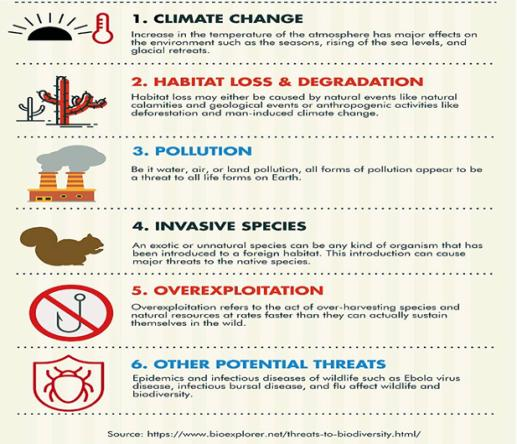 1. CLIMATE CHANGE
Increase in the temperature of the atmosphere has major effects on
the environment such as the seasons, rising of the sea levels, and
glacial retreats.
2. HABITAT LOSS & DEGRADATION
Habitat loss may either be caused by natural events like natural
calamities and geological events or anthropogenic activities like
deforestation and man-induced climate change.
3. POLLUTION
Be it water, air, or land pollution, all forms of pollution appear to be
a threat to all life forms on Earth.
4. INVASIVE SPECIES
An exotic or unnatural species can be any kind of organism that has
been introduced to a foreign habitat. This introduction can cause
major threats to the native species.
5. OVEREXPLOITATION
Overexploitation refers to the act of over-harvesting species and
natural resources at rates faster than they can actually sustain
themselves in the wild.
6. OTHER POTENTIAL THREATS
Epidemics and infectious diseases of wildlife such as Ebola virus
disease, infectious bursal disease, and flu affect wildlife and
biodiversity.
Source: https://www.bioexplorer.net/threats-to-biodiversity.html/